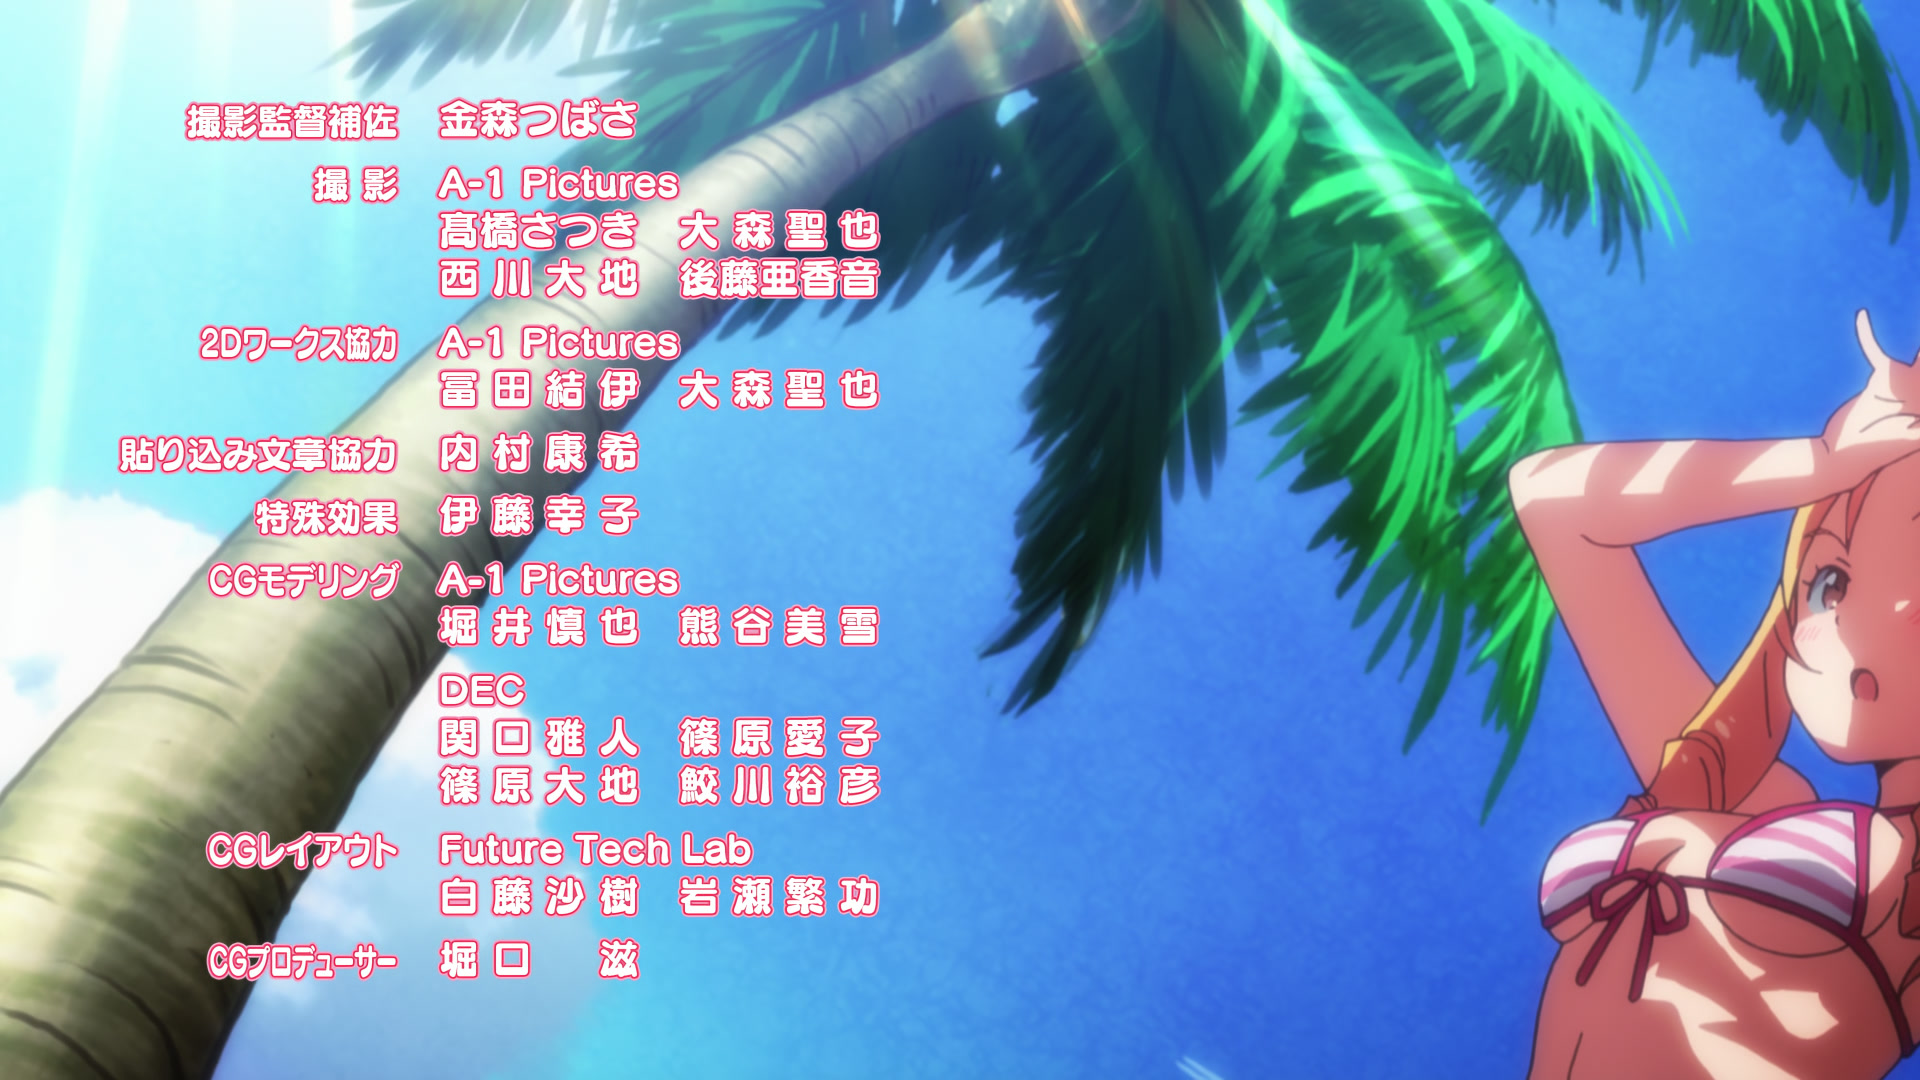 撮影監督補佐 金森つばさ
撮影 A-1 Pictures
髙橋さつき 大森聖也
西川大地 後藤亜香音
2Dワークス協力 A-1 Pictures
冨田結伊 大森聖也
貼り込み文章協力 内村康希
特殊効果 伊藤幸子
CGモデリング A-1 Pictures
堀井慎也 熊谷美雪
DEC
関口雅人 篠原愛子
篠原大地 鮫川裕彦
CGレイアウト Future Tech Lab
白藤沙樹 岩瀬繁功
CGプロデューサー 堀口 滋